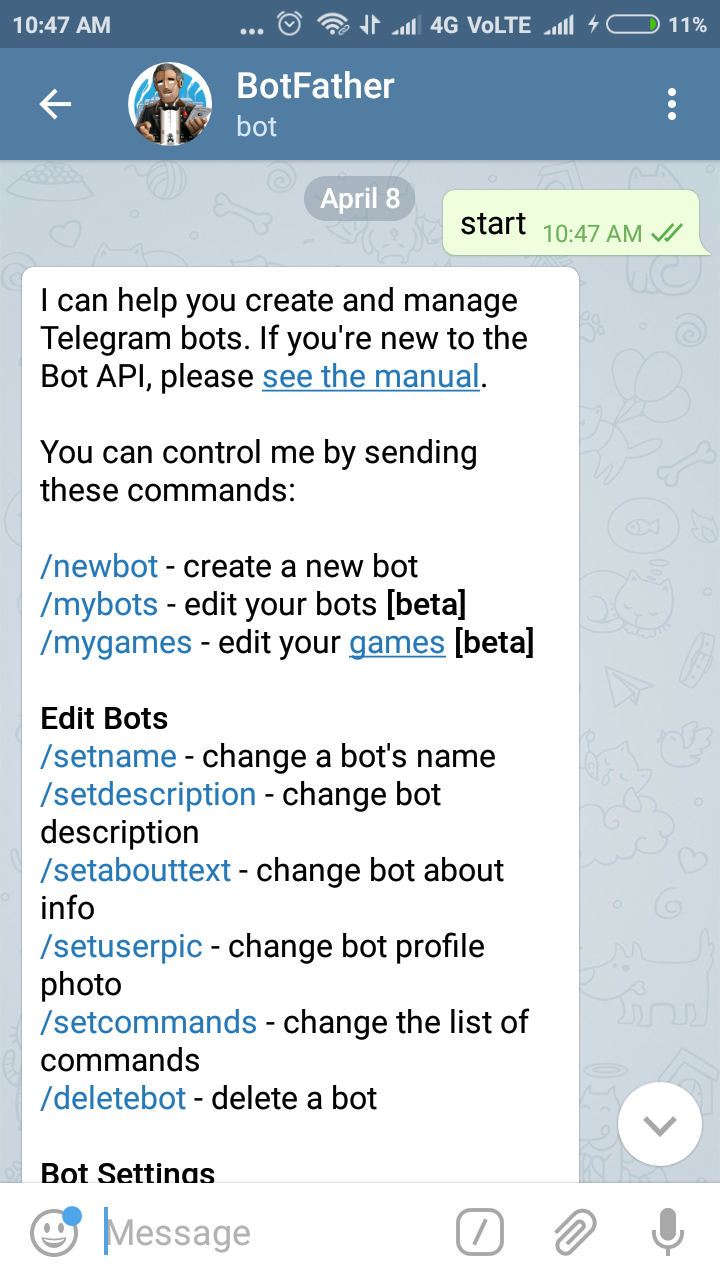 10:47 AM ... 4G VoLTE 11%
BotFather
bot
April 8
start 10:47 AM
I can help you create and manage
Telegram bots. If you're new to the
Bot API, please see the manual.
You can control me by sending
these commands:
/newbot - create a new bot
/mybots - edit your bots [beta]
/mygames - edit your games [beta]
Edit Bots
/setname - change a bot's name
/setdescription - change bot
description
/setabouttext - change bot about
info
/setuserpic - change bot profile
photo
/setcommands - change the list of
commands
/deletebot - delete a bot
Bot Settings
Message